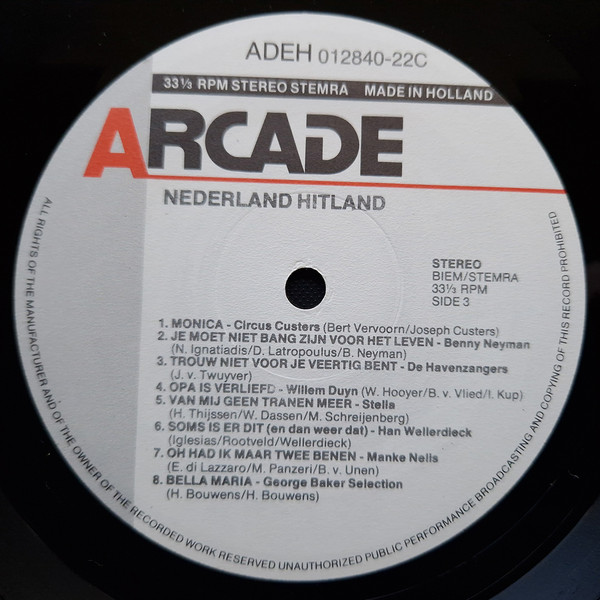 ADEH 012840-22C
33⅓ RPM STEREO STEMRA MADE IN HOLLAND
ARCADE
NEDERLAND HITLAND
STEREO
BIEM/STEMRA
33⅓ RPM
SIDE 3
1. MONICA - Circus Custers (Bert Vervoorn/Joseph Custers)
2. JE MOET NIET BANG ZIJN VOOR HET LEVEN - Benny Neyman
(N. Ignatiadis/D. Latropoulus/B. Neyman)
3. TROUW NIET VOOR JE VEERTIG BENT - De Havenzangers
(J. v. Twuyver)
4. OPA IS VERLIEFD - Willem Duyn (W. Hooyer/B. v. Vlied/I. Kup)
5. VAN MIJ GEEN TRANEN MEER - Stella
(H. Thijssen/W. Dassen/M. Schreijenberg)
6. SOMS IS ER DIT (en dan weer dat) - Han Wellerdieck
(Iglesias/Rootveld/Wellerdieck)
7. OH HAD IK MAAR TWEE BENEN - Manke Nelis
(E. di Lazzaro/M. Panzeri/B. v. Unen)
8. BELLA MARIA - George Baker Selection
(H. Bouwens/H. Bouwens)
ALL RIGHTS OF THE MANUFACTURER AND OF THE OWNER OF THE RECORDED WORK RESERVED UNAUTHORIZED PUBLIC PERFORMANCE BROADCASTING AND COPYING OF THIS RECORD PROHIBITED